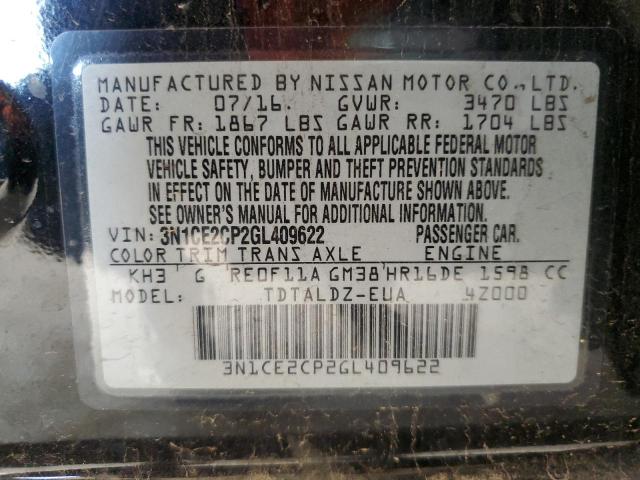 MANUFACTURED BY NISSAN MOTOR CO., LTD.
DATE: 07/16. GVWR: 3470 LBS
GAWR FR: 1867 LBS GAWR RR: 1704 LBS
THIS VEHICLE CONFORMS TO ALL APPLICABLE FEDERAL MOTOR
VEHICLE SAFETY, BUMPER AND THEFT PREVENTION STANDARDS
IN EFFECT ON THE DATE OF MANUFACTURE SHOWN ABOVE.
SEE OWNER'S MANUAL FOR ADDITIONAL INFORMATION.
VIN: 3N1CE2CP2GL409622 PASSENGER CAR.
COLOR TRIM TRANS AXLE ENGINE
KH3 G RE0F11A GM38 HR16DE 1598 CC
MODEL: TDTALDZ-EUA 4Z000
3N1CE2CP2GL409622